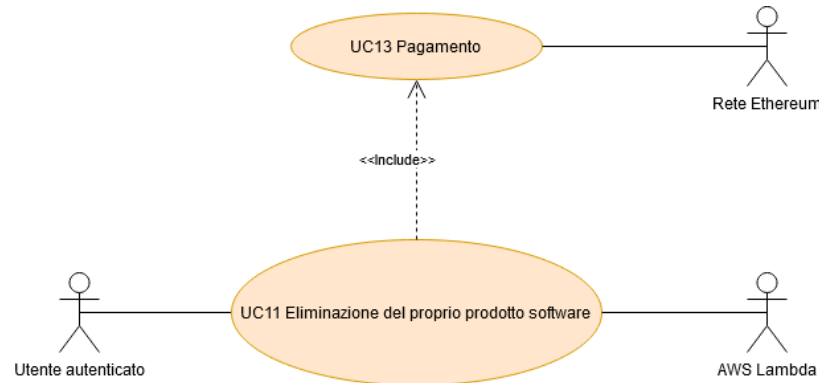 UC13 Pagamento
Rete Ethereum
<<Include>>
UC11 Eliminazione del proprio prodotto software
Utente autenticato
AWS Lambda